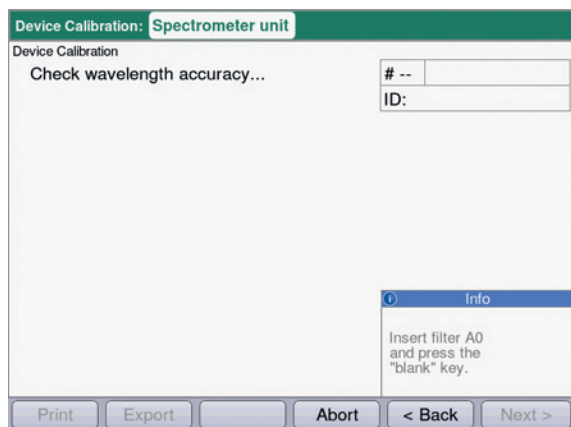 Device Calibration: Spectrometer unit
Device Calibration
Check wavelength accuracy...
# --
ID:
i Info
Insert filter A0
and press the
"blank" key.
Print Export Abort < Back Next >